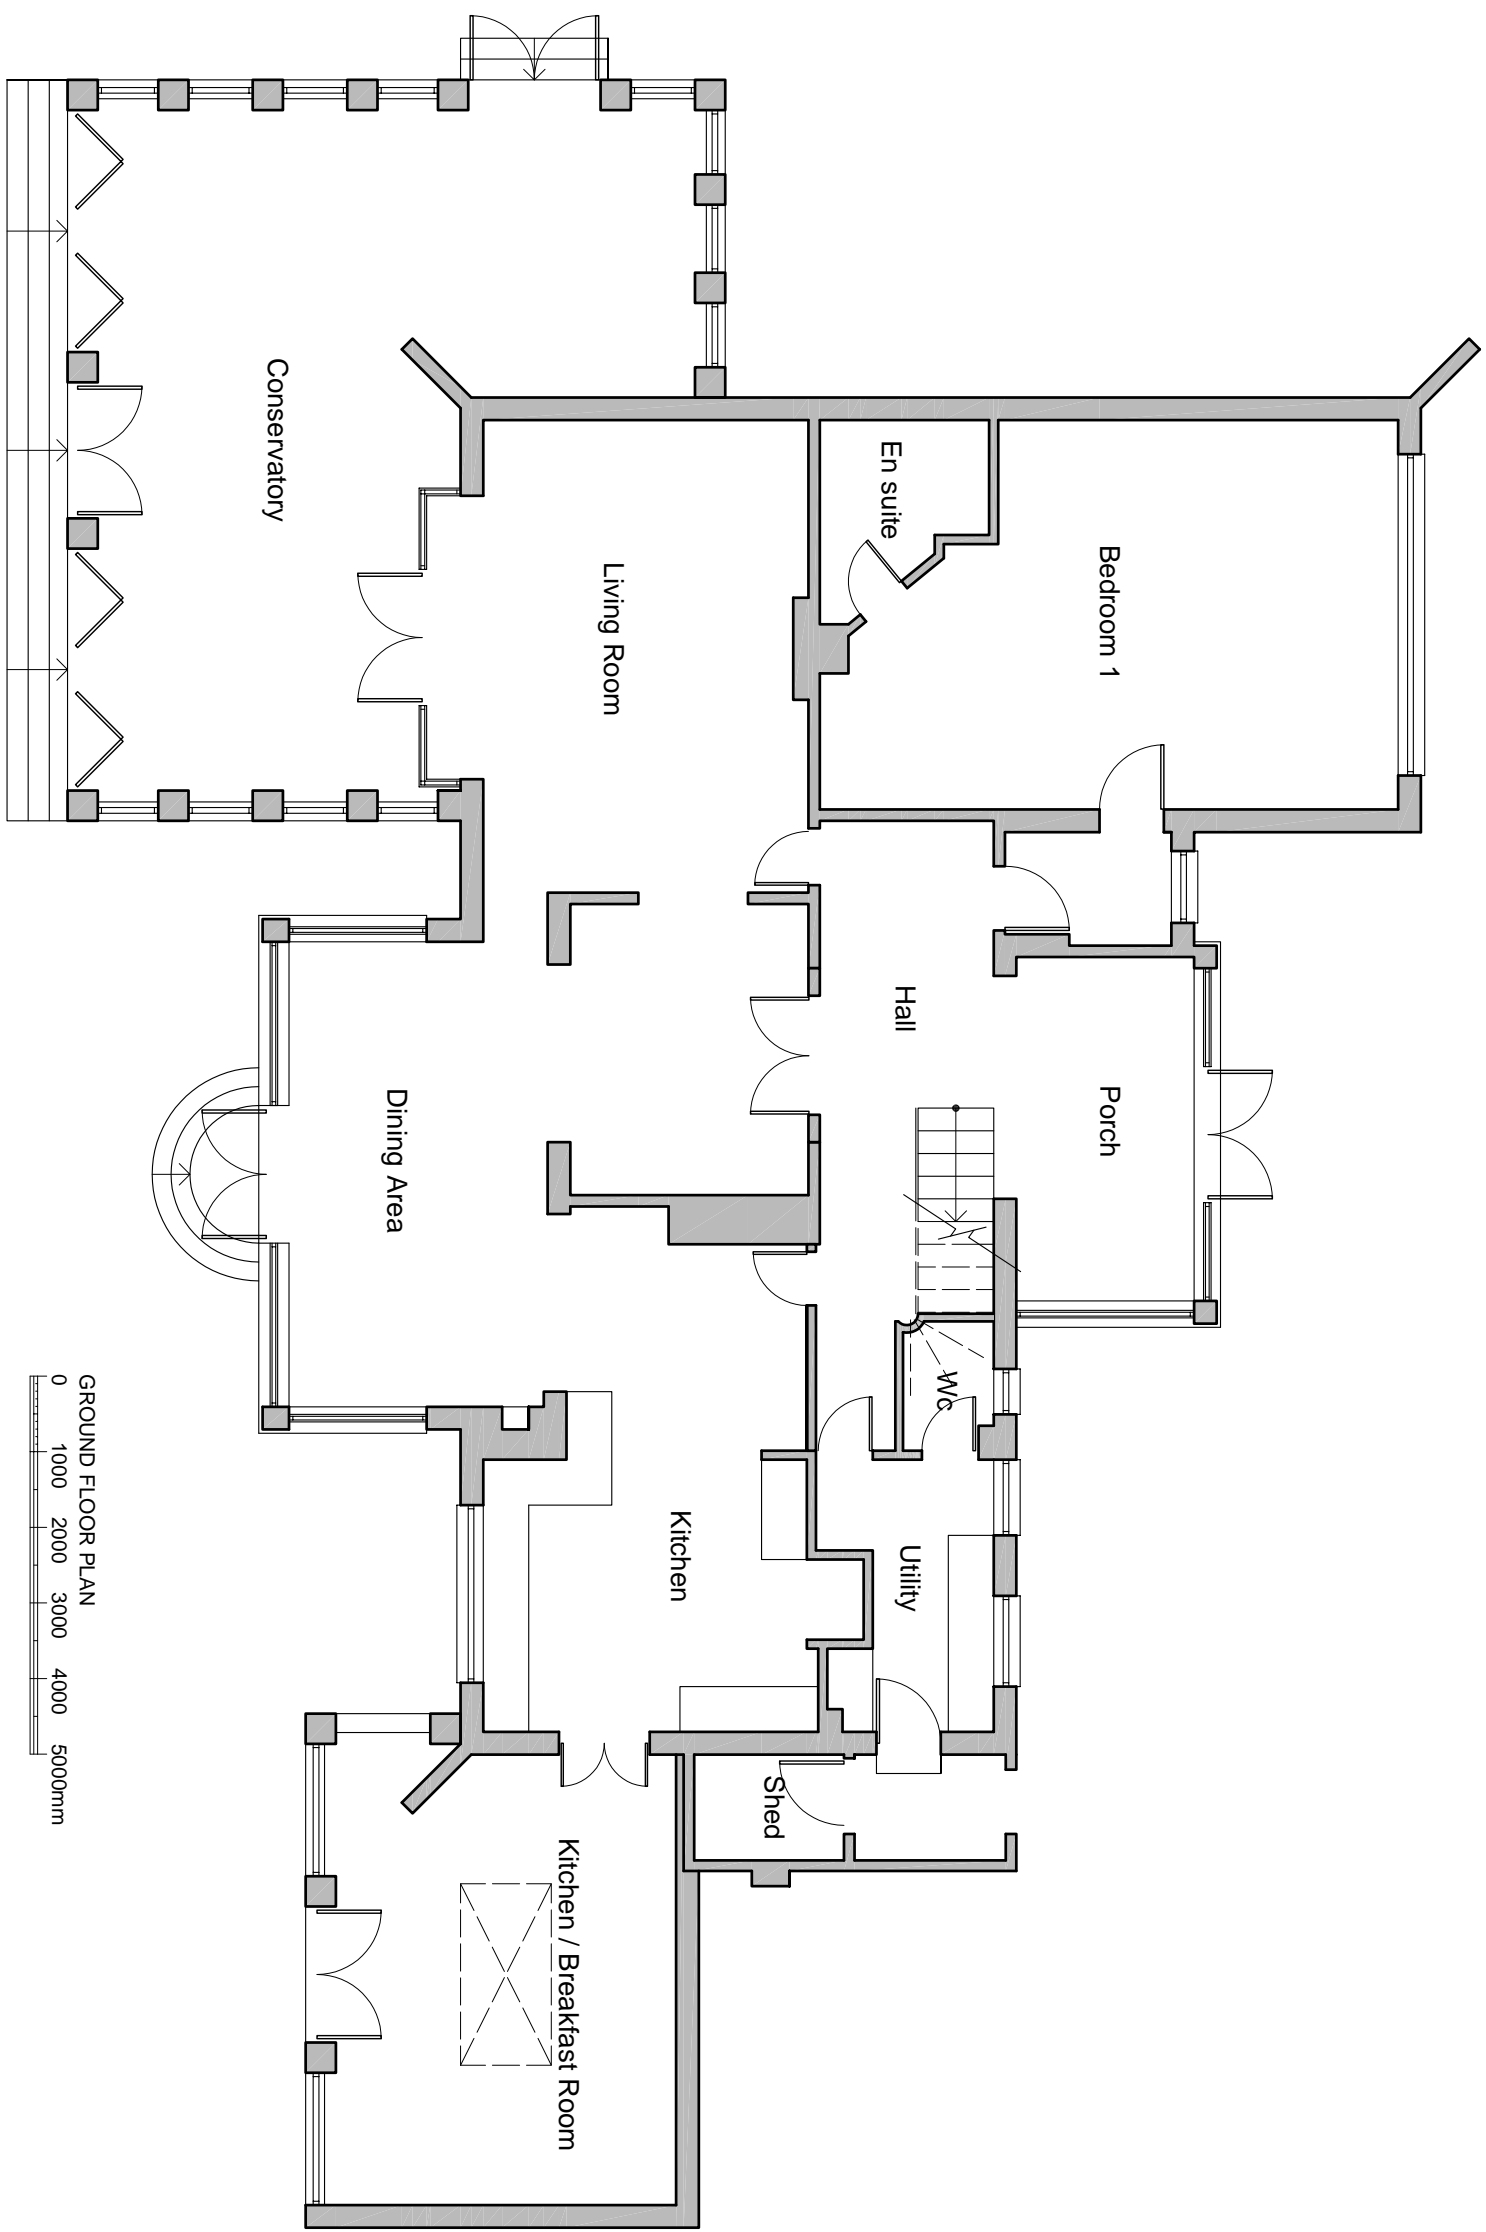 Bedroom 1
Porch
En suite
Hall
Wc
Utility
Shed
Living Room
Kitchen
Kitchen / Breakfast Room
Dining Area
Conservatory
GROUND FLOOR PLAN
0 1000 2000 3000 4000 5000mm